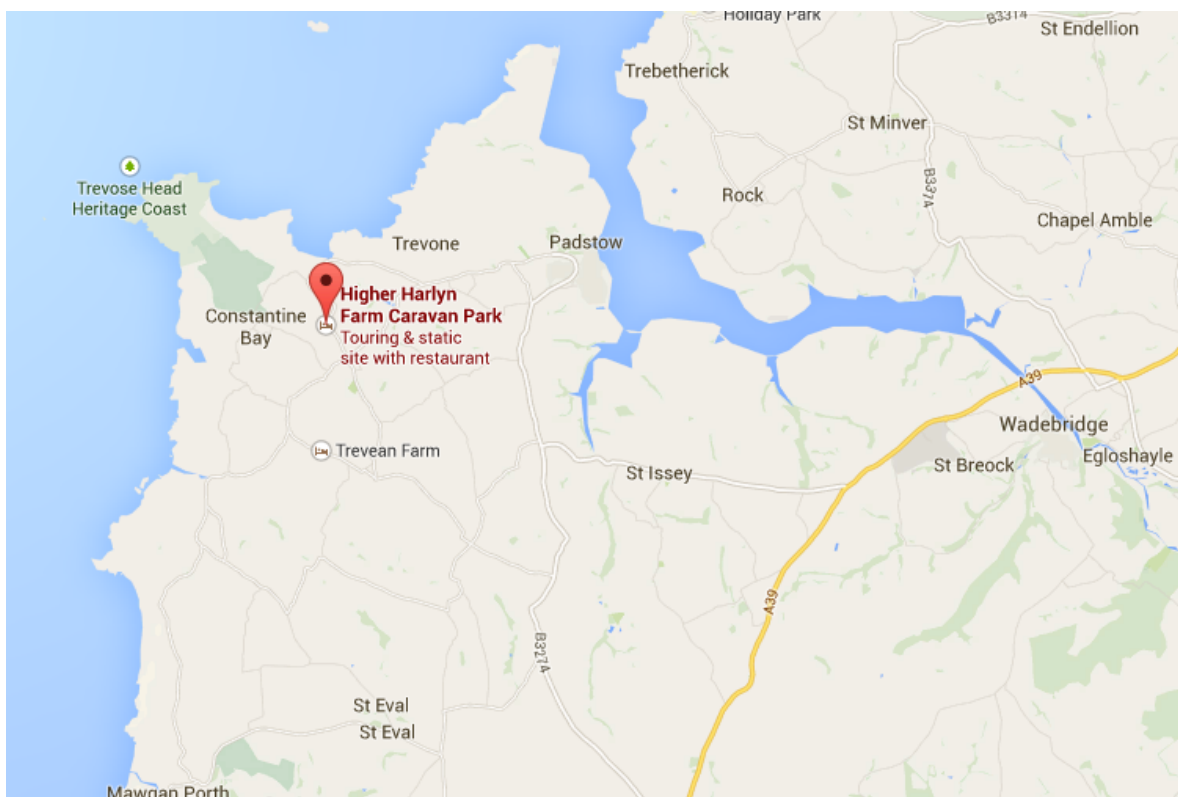 Holiday Park
B3314
St Endellion
Trebetherick
St Minver
Trevose Head
Heritage Coast
B3374
Rock
Chapel Amble
Trevone
Padstow
Higher Harlyn
Farm Caravan Park
Touring & static
site with restaurant
Constantine
Bay
A39
Wadebridge
Egloshayle
Trevean Farm
St Breock
St Issey
A39
B3274
St Eval
St Eval
Mawgan Porth